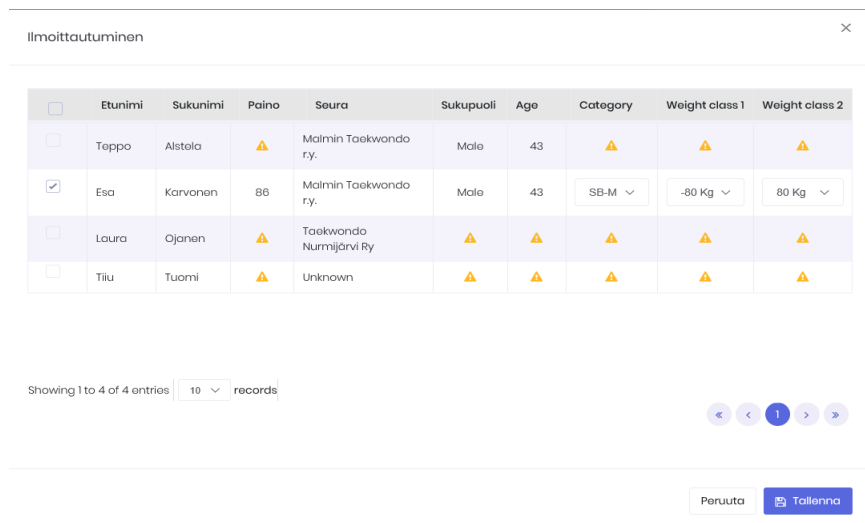 Ilmoittautuminen
Etunimi Sukunimi Paino Seura Sukupuoli Age Category Weight class 1 Weight class 2
Teppo Alstela Malmin Taekwondo r.y. Male 43
Esa Karvonen 86 Malmin Taekwondo r.y. Male 43 SB-M -80 Kg 80 Kg
Laura Ojanen Taekwondo Nurmijärvi Ry
Tiiu Tuomi Unknown
Showing 1 to 4 of 4 entries 10 records
« < 1 > »
Peruuta Tallenna